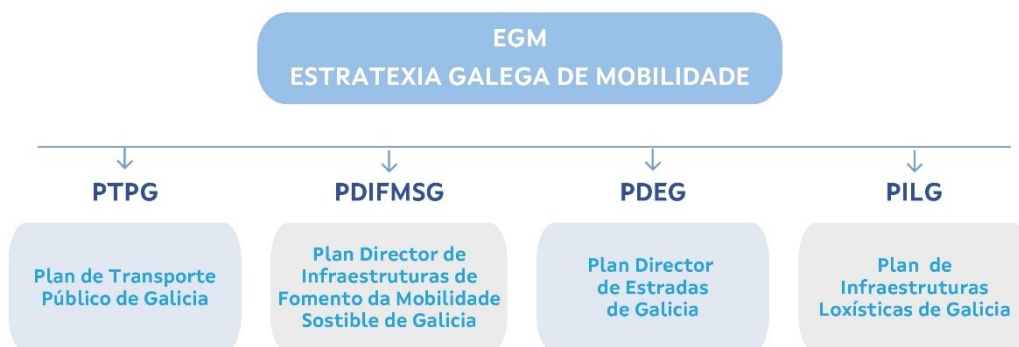 EGM
ESTRATEXIA GALEGA DE MOBILIDADE
PTPG
Plan de Transporte
Público de Galicia
PDIFMSG
Plan Director de
Infraestruturas de
Fomento da Mobilidade
Sostible de Galicia
PDEG
Plan Director
de Estradas
de Galicia
PILG
Plan de
Infraestruturas
Loxísticas de Galicia